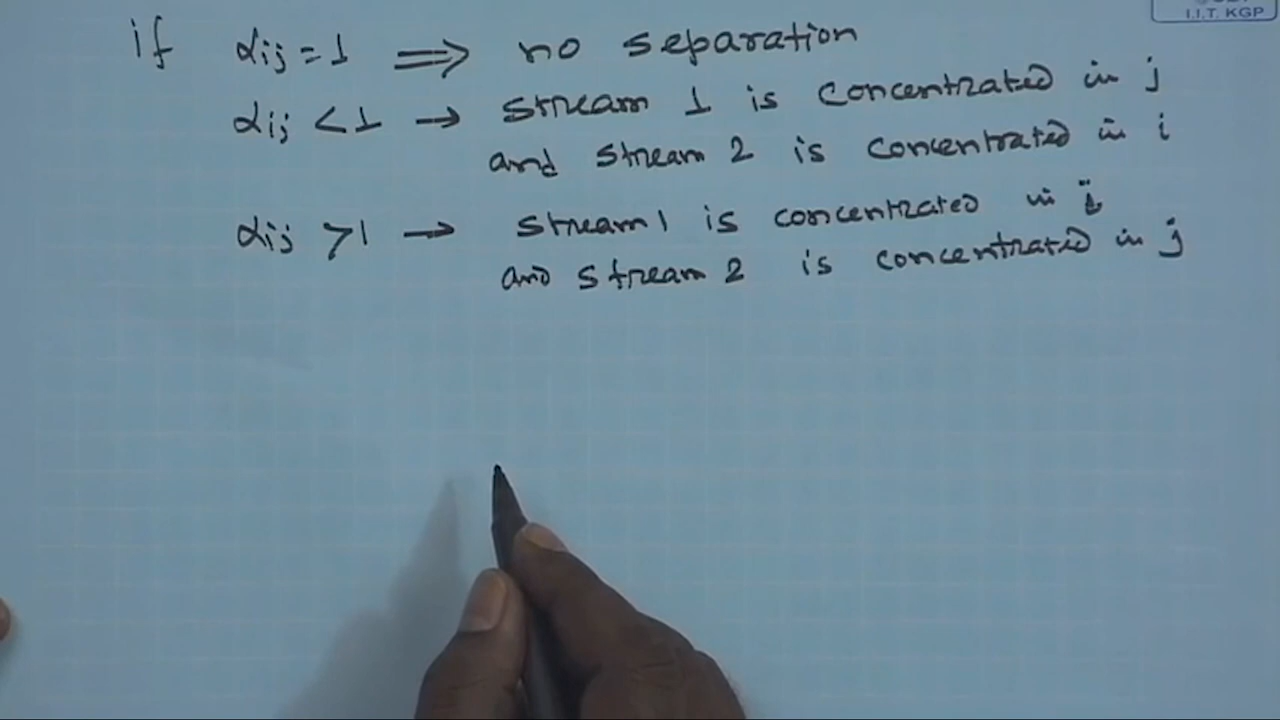 I.I.T. KGP
if αij = 1 ⟹ no separation
αij < 1 → stream 1 is concentrated in j
and stream 2 is concentrated in i
αij > 1 → stream 1 is concentrated in i
and stream 2 is concentrated in j